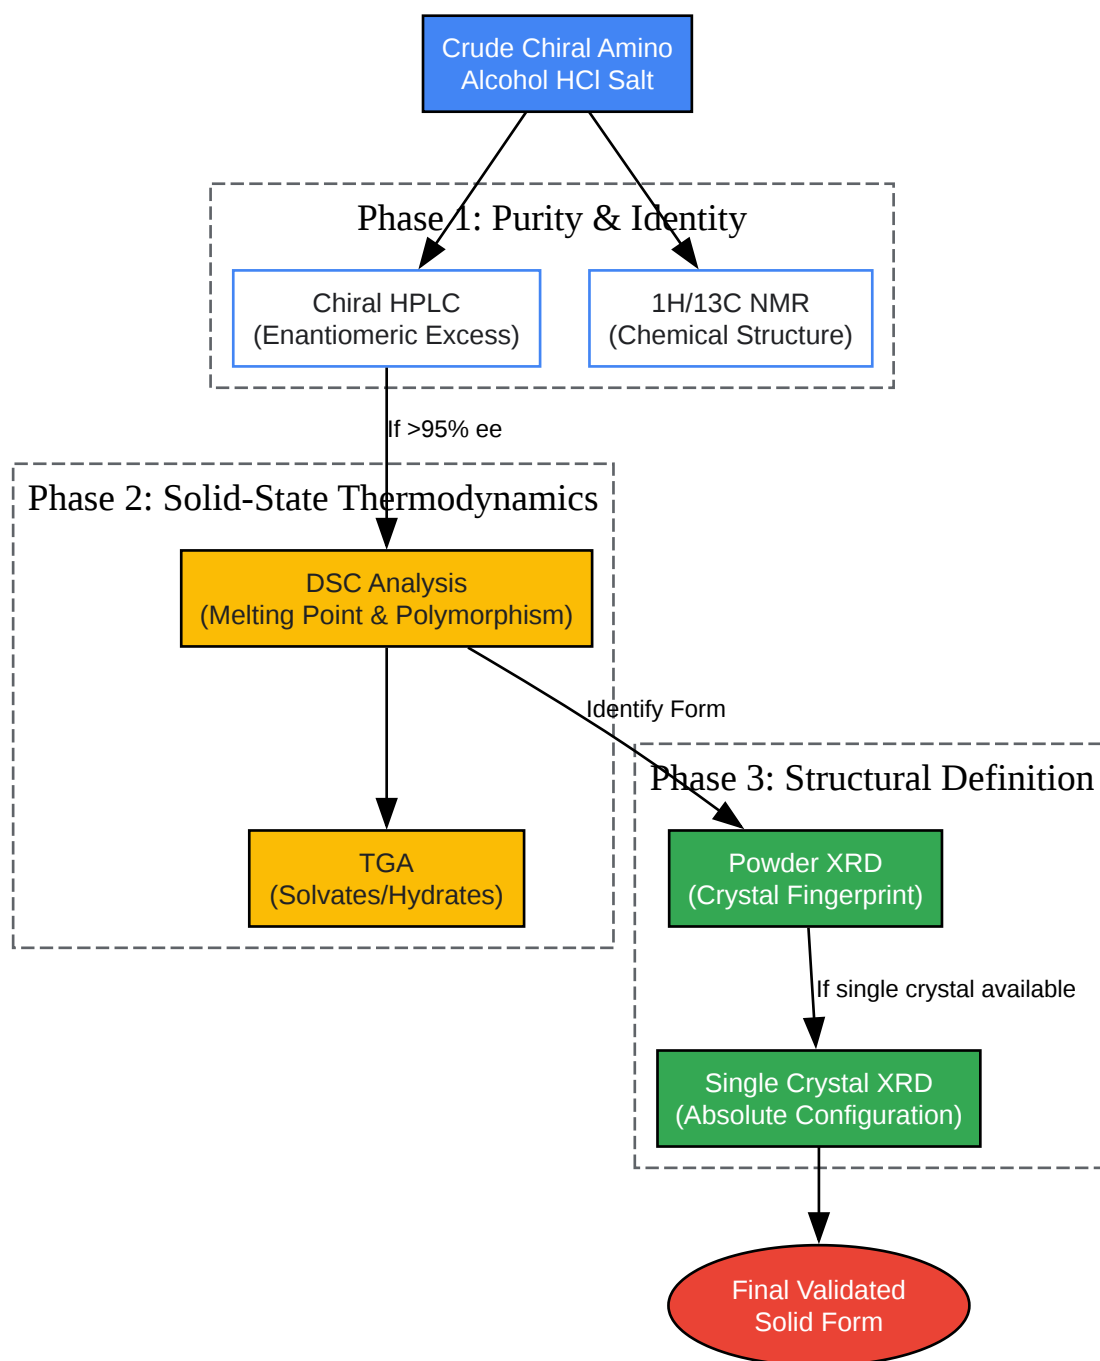 Crude Chiral Amino
Alcohol HCl Salt
Phase 1: Purity & Identity
Chiral HPLC
(Enantiomeric Excess)
1H/13C NMR
(Chemical Structure)
If >95% ee
Phase 2: Solid-State Thermodynamics
DSC Analysis
(Melting Point & Polymorphism)
Identify Form
Phase 3: Structural Definition
TGA
(Solvates/Hydrates)
Powder XRD
(Crystal Fingerprint)
If single crystal available
Single Crystal XRD
(Absolute Configuration)
Final Validated
Solid Form